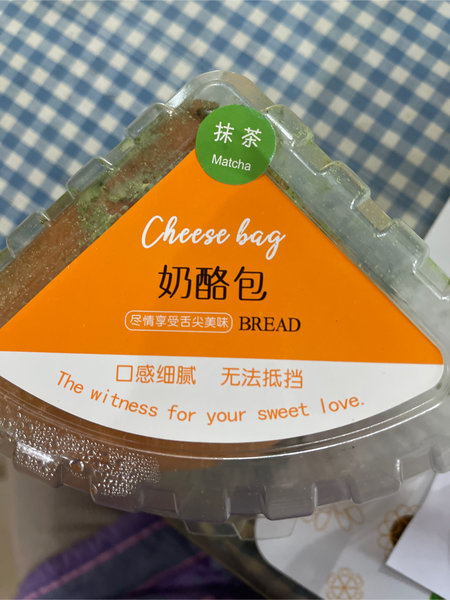 抹茶
Matcha
Cheese bag
奶酪包
尽情享受舌尖美味 BREAD
口感细腻 无法抵挡
The witness for your sweet love.